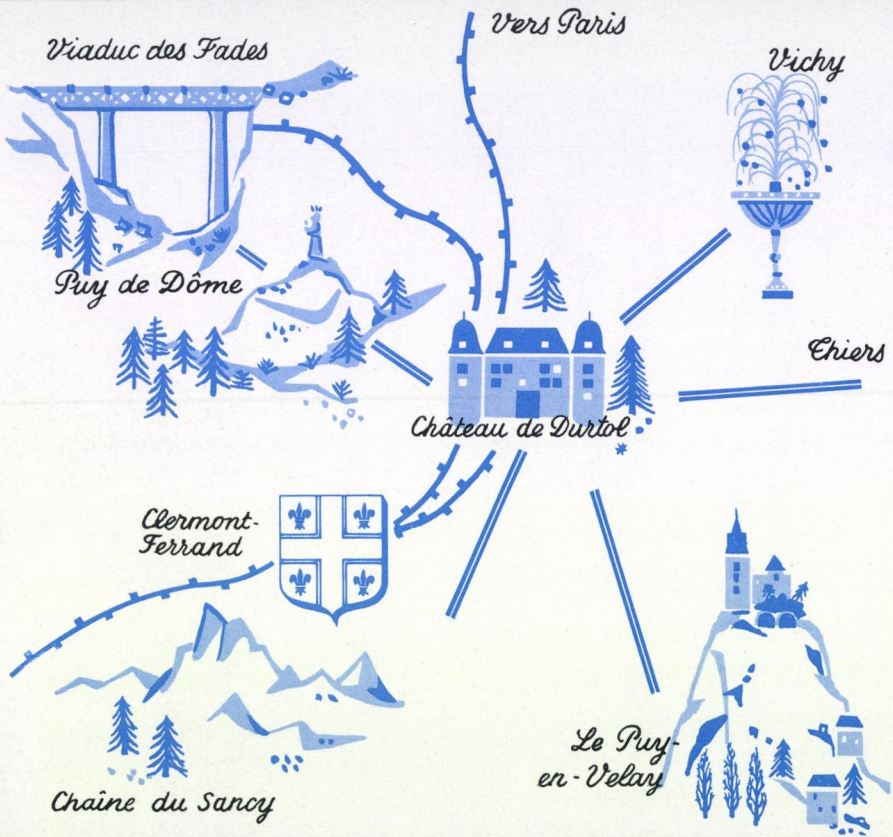 Viaduc des Fades
Vers Paris
Vichy
Puy de Dôme
Thiers
Château de Durtol
Clermont-
Ferrand
Le Puy-
en-Velay
Chaîne du Sancy